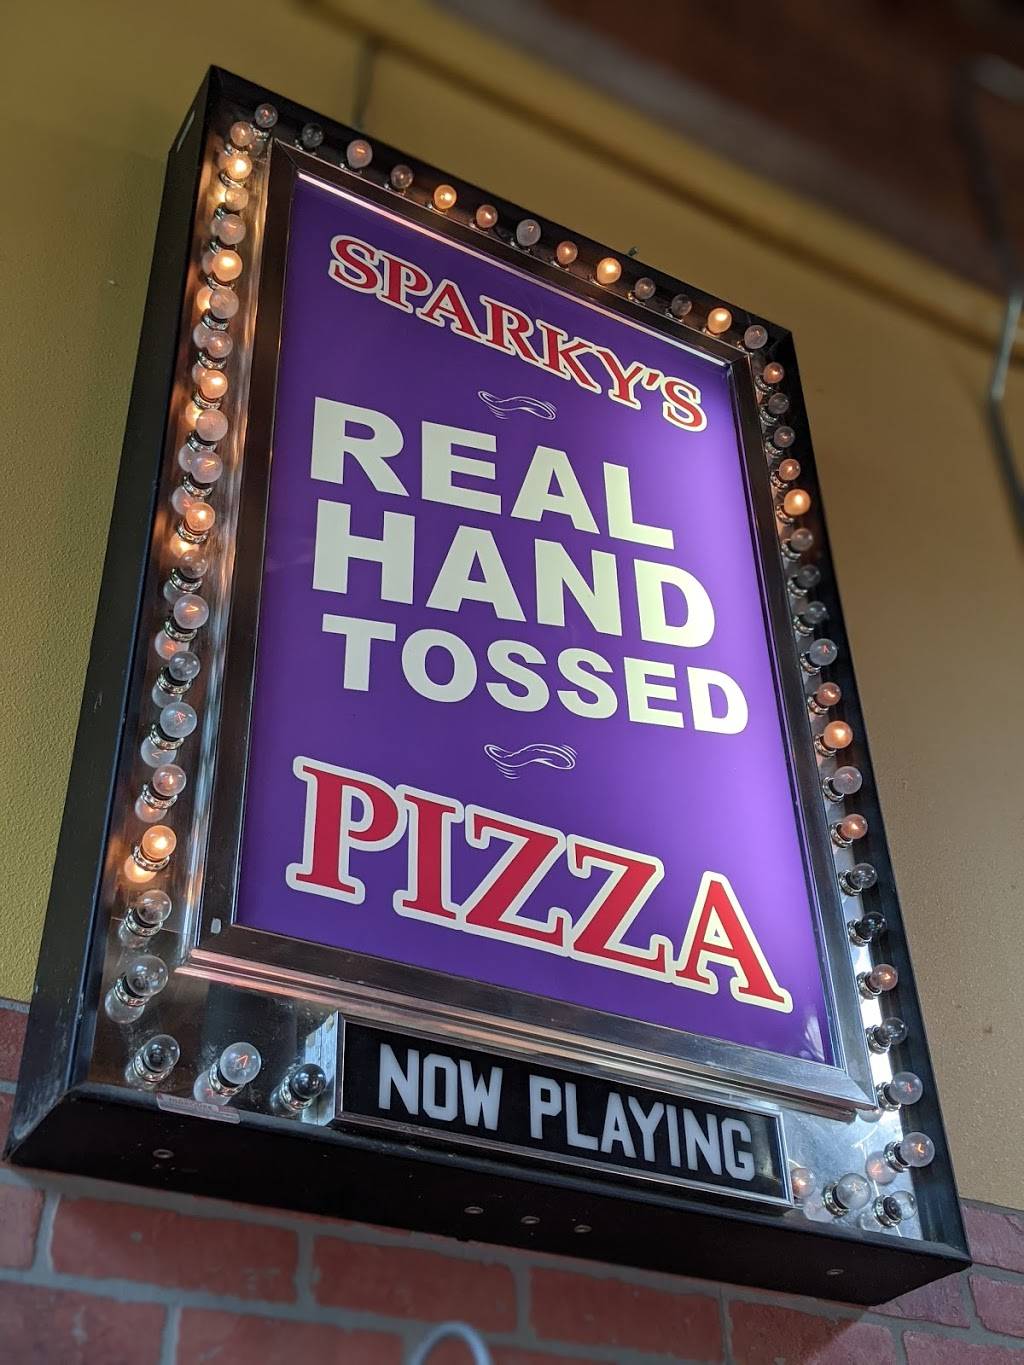 SPARKY'S
REAL
HAND
TOSSED
PIZZA
NOW PLAYING